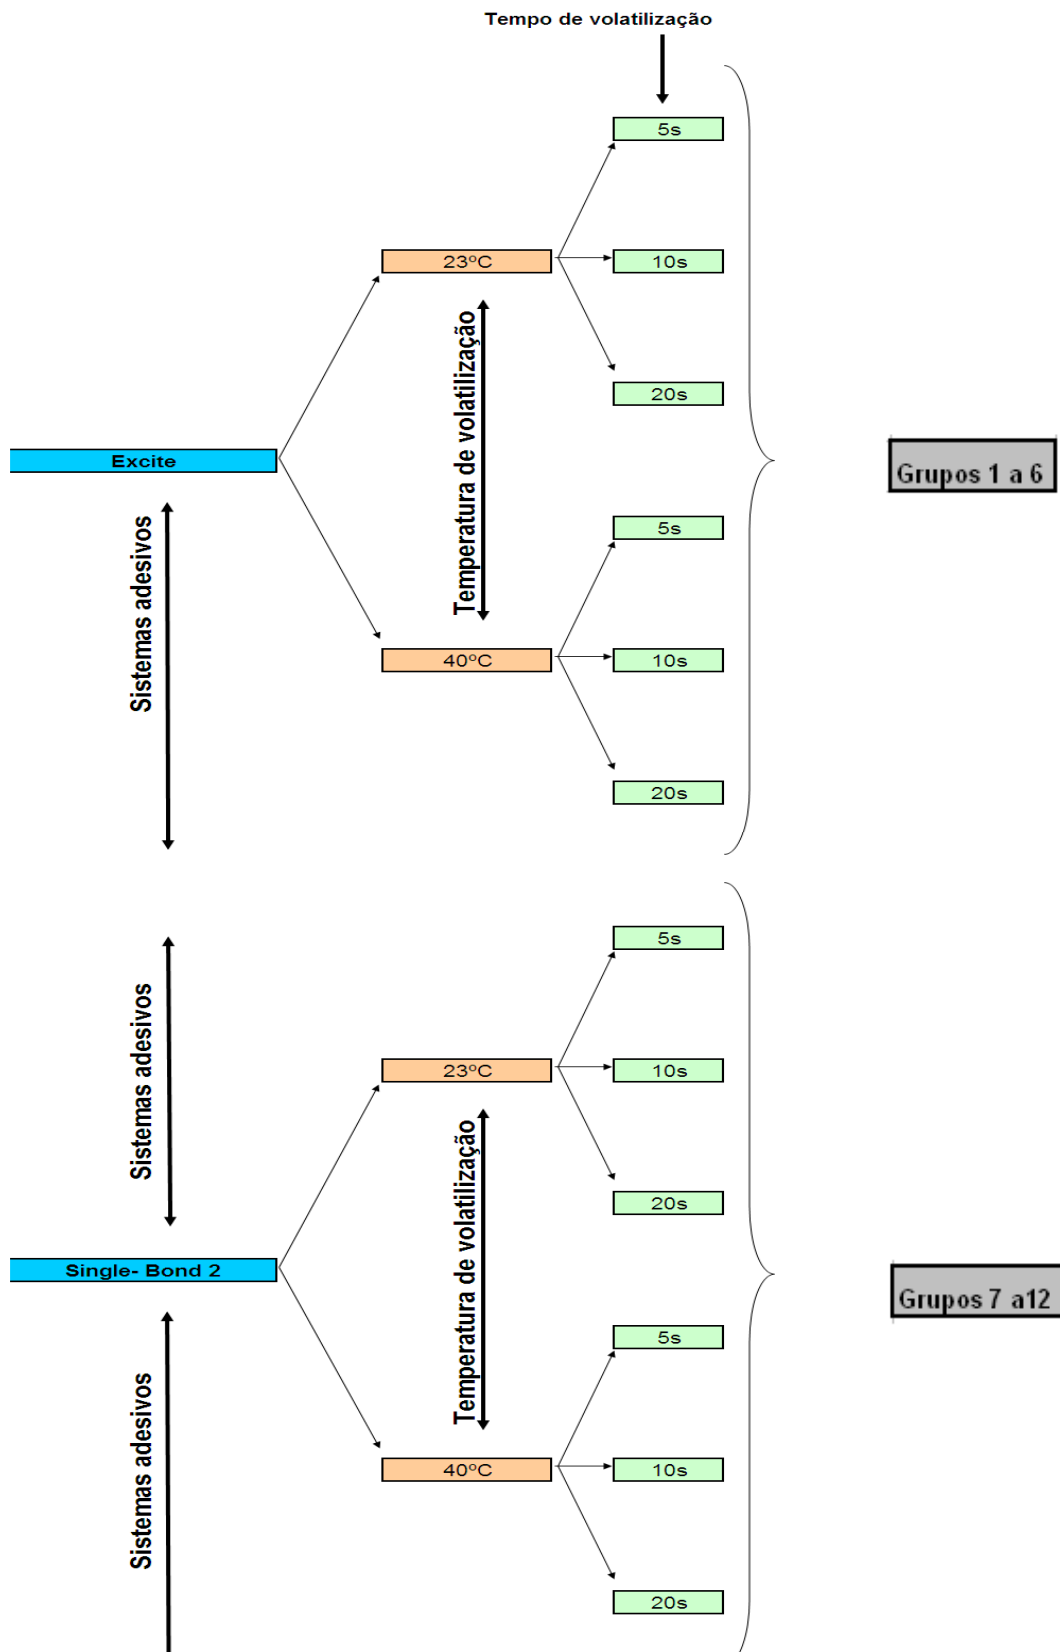 Tempo de volatilização
5s
23ºC
10s
Temperatura de volatilização
20s
Excite
Grupos 1 a 6
Sistemas adesivos
5s
40ºC
10s
20s
5s
Sistemas adesivos
23ºC
10s
Temperatura de volatilização
20s
Single- Bond 2
Grupos 7 a12
5s
Sistemas adesivos
40ºC
10s
20s